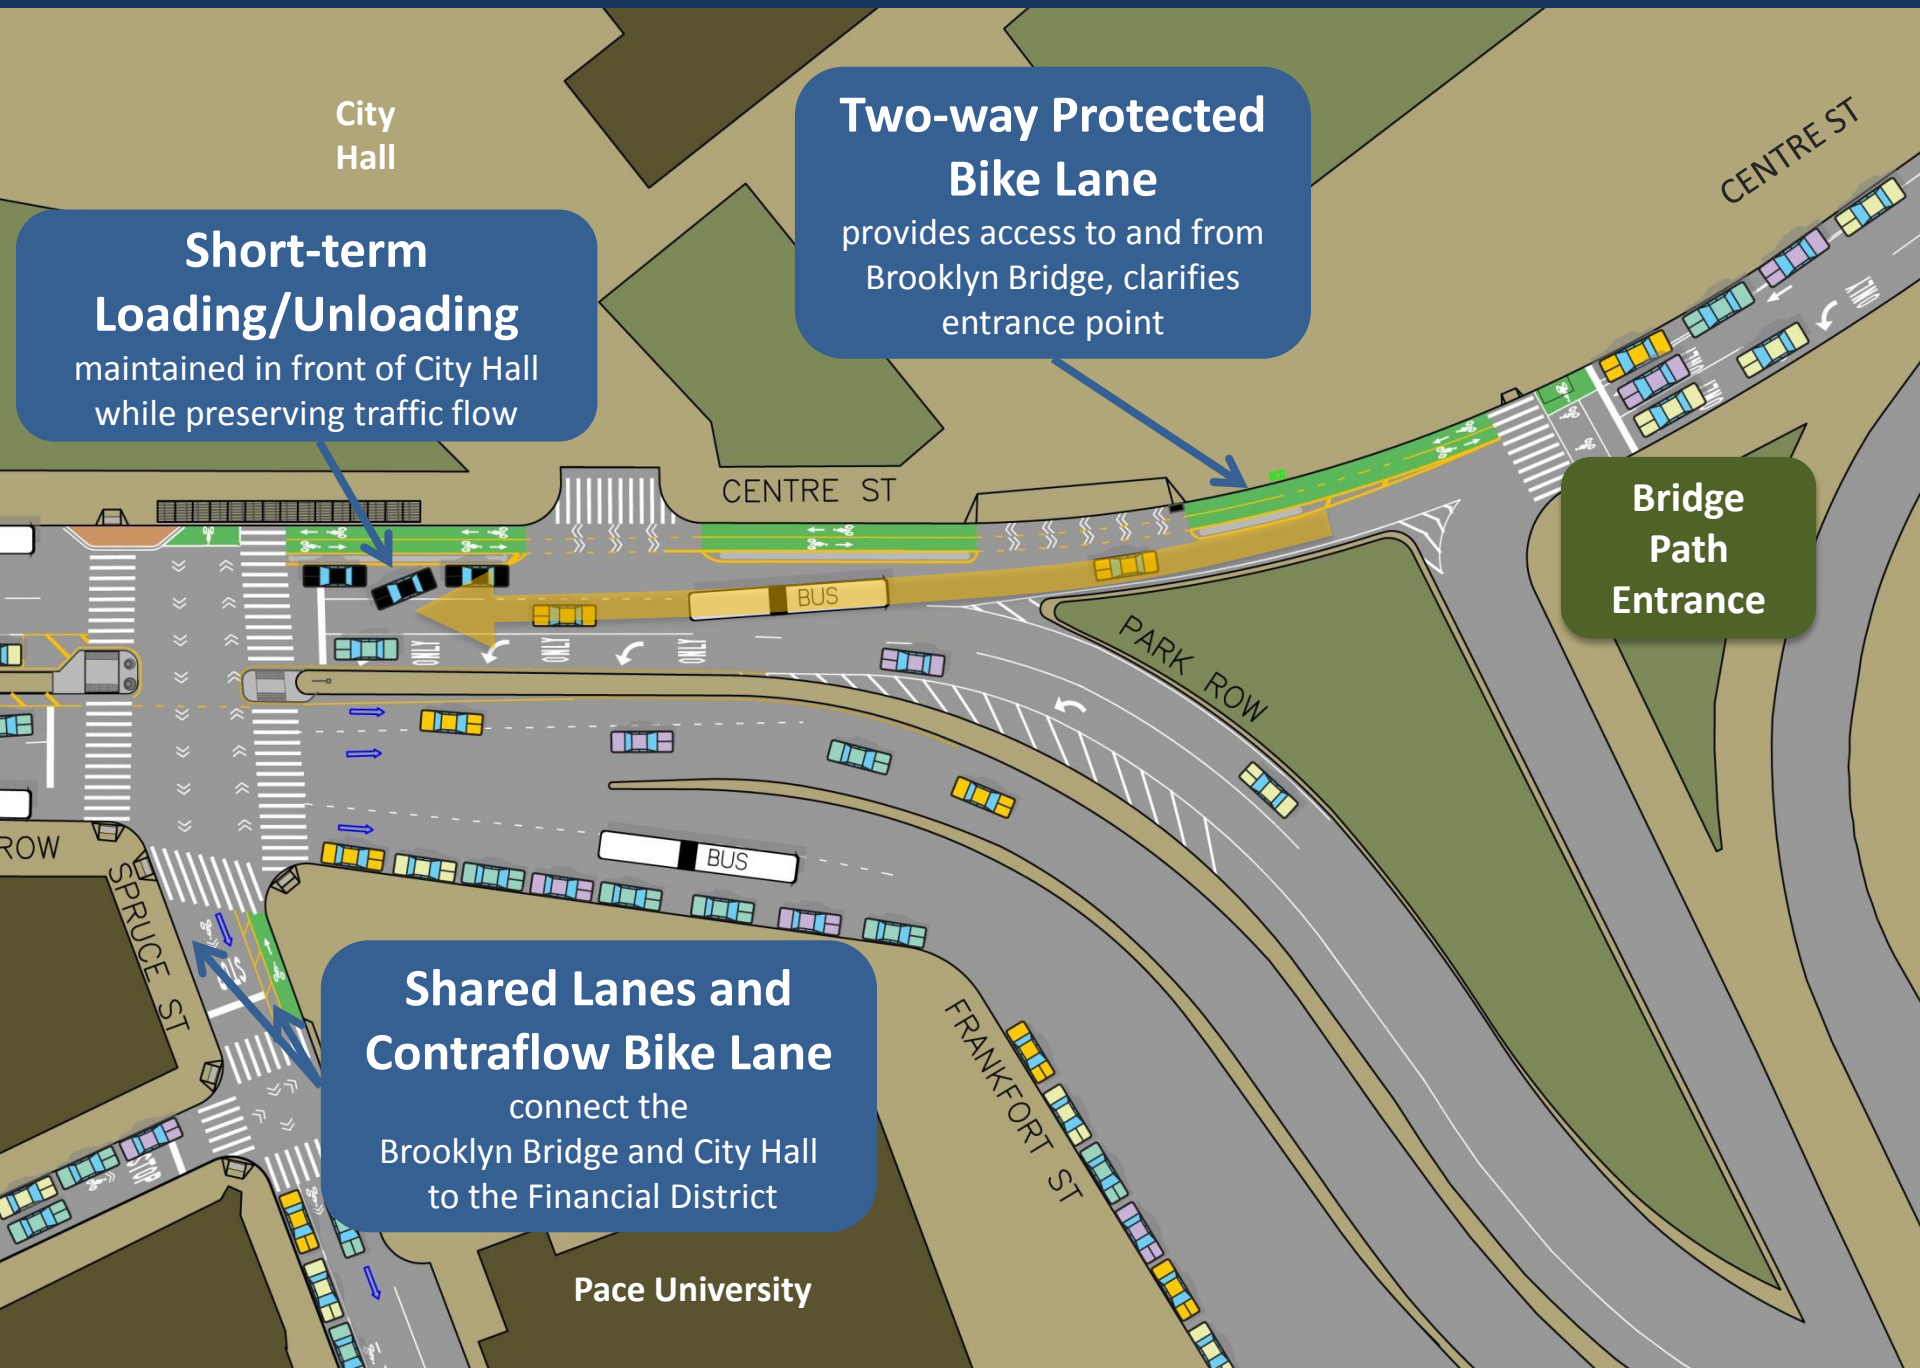 City
Hall
Two-way Protected
Bike Lane
provides access to and from
Brooklyn Bridge, clarifies
entrance point
CENTRE ST
Short-term
Loading/Unloading
maintained in front of City Hall
while preserving traffic flow
ONLY
ONLY
ONLY
CENTRE ST
Bridge
Path
Entrance
BUS
ONLY
ONLY
ONLY
PARK ROW
BUS
ROW
SPRUCE ST
Shared Lanes and
Contraflow Bike Lane
connect the
Brooklyn Bridge and City Hall
to the Financial District
FRANKFORT ST
STOP
Pace University